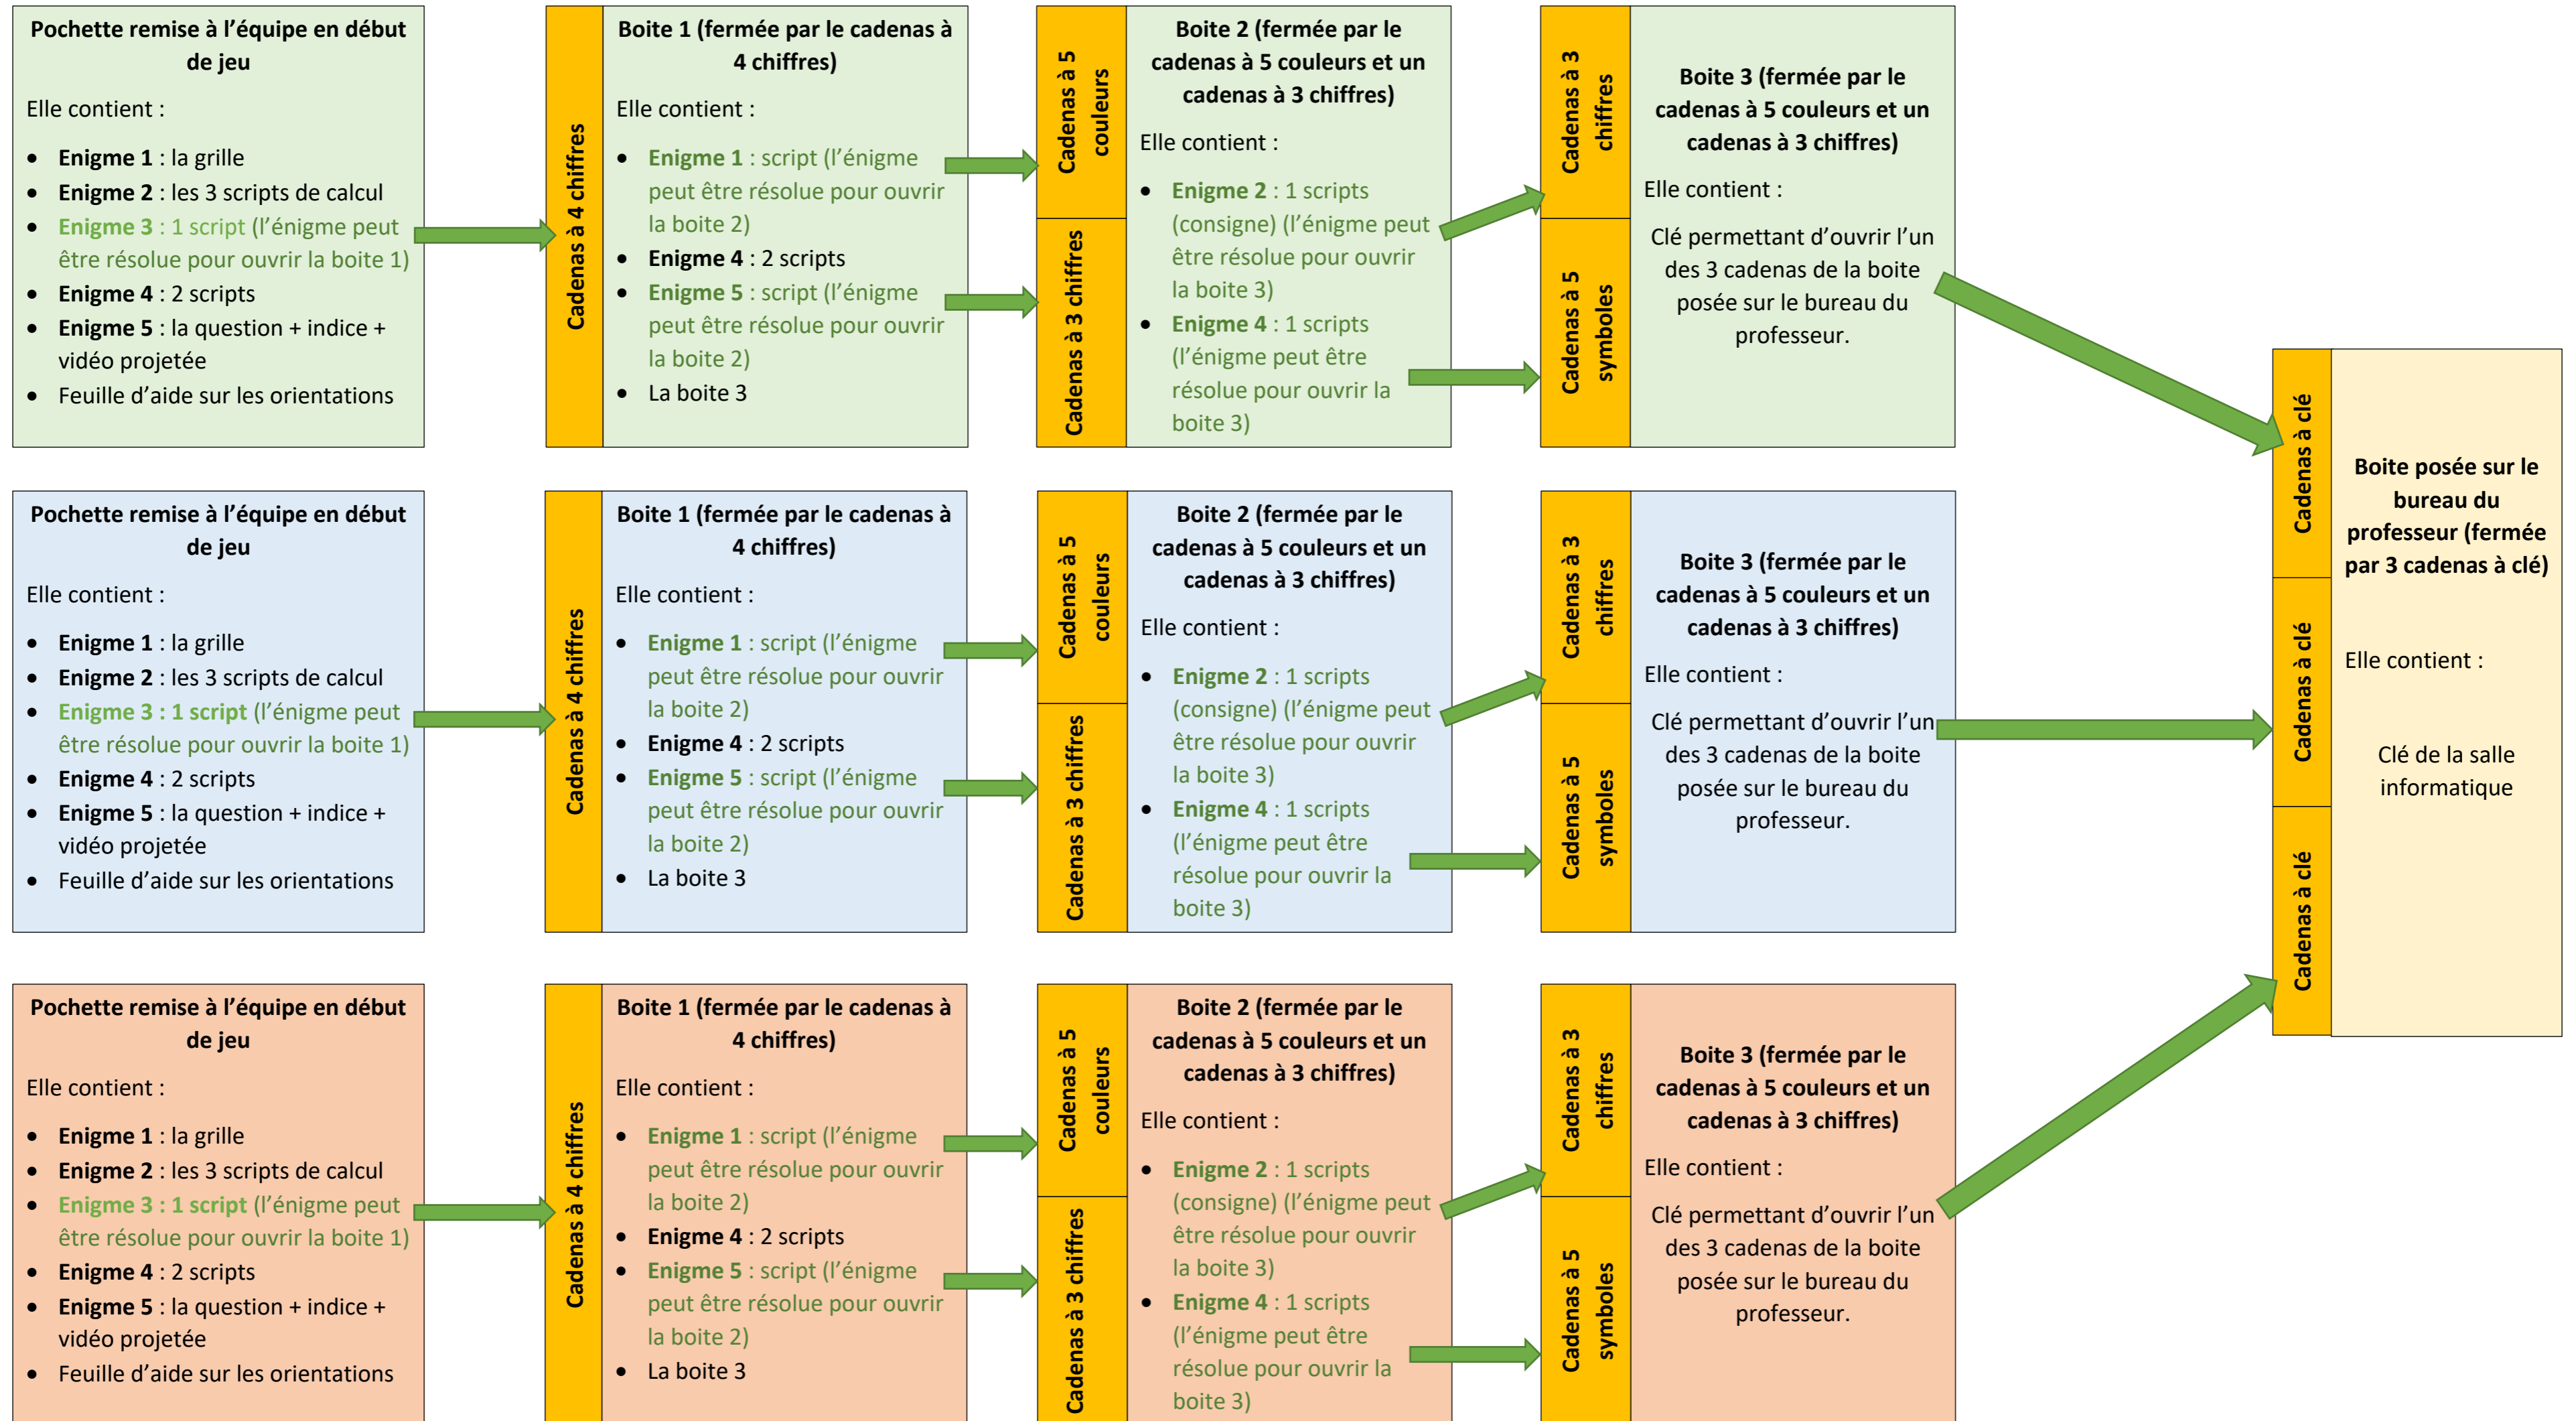 Pochette remise à l'équipe en début
de jeu
Elle contient :
• Enigme 1 : la grille
• Enigme 2 : les 3 scripts de calcul
• Enigme 3 : 1 script (l'énigme peut
être résolue pour ouvrir la boite 1)
• Enigme 4 : 2 scripts
• Enigme 5 : la question + indice +
vidéo projetée
• Feuille d'aide sur les orientations
Cadenas à 4 chiffres
Boite 1 (fermée par le cadenas à
4 chiffres)
Elle contient :
• Enigme 1 : script (l'énigme
peut être résolue pour ouvrir
la boite 2)
• Enigme 4 : 2 scripts
• Enigme 5 : script (l'énigme
peut être résolue pour ouvrir
la boite 2)
• La boite 3
Cadenas à 5
couleurs
Cadenas à 3 chiffres
Boite 2 (fermée par le
cadenas à 5 couleurs et un
cadenas à 3 chiffres)
Elle contient :
• Enigme 2 : 1 scripts
(consigne) (l'énigme peut
être résolue pour ouvrir
la boite 3)
• Enigme 4 : 1 scripts
(l'énigme peut être
résolue pour ouvrir la
boite 3)
Cadenas à 3
chiffres
Cadenas à 5
symboles
Boite 3 (fermée par le
cadenas à 5 couleurs et un
cadenas à 3 chiffres)
Elle contient :
Clé permettant d'ouvrir l'un
des 3 cadenas de la boite
posée sur le bureau du
professeur.
Pochette remise à l'équipe en début
de jeu
Elle contient :
• Enigme 1 : la grille
• Enigme 2 : les 3 scripts de calcul
• Enigme 3 : 1 script (l'énigme peut
être résolue pour ouvrir la boite 1)
• Enigme 4 : 2 scripts
• Enigme 5 : la question + indice +
vidéo projetée
• Feuille d'aide sur les orientations
Cadenas à 4 chiffres
Boite 1 (fermée par le cadenas à
4 chiffres)
Elle contient :
• Enigme 1 : script (l'énigme
peut être résolue pour ouvrir
la boite 2)
• Enigme 4 : 2 scripts
• Enigme 5 : script (l'énigme
peut être résolue pour ouvrir
la boite 2)
• La boite 3
Cadenas à 5
couleurs
Cadenas à 3 chiffres
Boite 2 (fermée par le
cadenas à 5 couleurs et un
cadenas à 3 chiffres)
Elle contient :
• Enigme 2 : 1 scripts
(consigne) (l'énigme peut
être résolue pour ouvrir
la boite 3)
• Enigme 4 : 1 scripts
(l'énigme peut être
résolue pour ouvrir la
boite 3)
Cadenas à 3
chiffres
Cadenas à 5
symboles
Boite 3 (fermée par le
cadenas à 5 couleurs et un
cadenas à 3 chiffres)
Elle contient :
Clé permettant d'ouvrir l'un
des 3 cadenas de la boite
posée sur le bureau du
professeur.
Pochette remise à l'équipe en début
de jeu
Elle contient :
• Enigme 1 : la grille
• Enigme 2 : les 3 scripts de calcul
• Enigme 3 : 1 script (l'énigme peut
être résolue pour ouvrir la boite 1)
• Enigme 4 : 2 scripts
• Enigme 5 : la question + indice +
vidéo projetée
• Feuille d'aide sur les orientations
Cadenas à 4 chiffres
Boite 1 (fermée par le cadenas à
4 chiffres)
Elle contient :
• Enigme 1 : script (l'énigme
peut être résolue pour ouvrir
la boite 2)
• Enigme 4 : 2 scripts
• Enigme 5 : script (l'énigme
peut être résolue pour ouvrir
la boite 2)
• La boite 3
Cadenas à 5
couleurs
Cadenas à 3 chiffres
Boite 2 (fermée par le
cadenas à 5 couleurs et un
cadenas à 3 chiffres)
Elle contient :
• Enigme 2 : 1 scripts
(consigne) (l'énigme peut
être résolue pour ouvrir
la boite 3)
• Enigme 4 : 1 scripts
(l'énigme peut être
résolue pour ouvrir la
boite 3)
Cadenas à 3
chiffres
Cadenas à 5
symboles
Boite 3 (fermée par le
cadenas à 5 couleurs et un
cadenas à 3 chiffres)
Elle contient :
Clé permettant d'ouvrir l'un
des 3 cadenas de la boite
posée sur le bureau du
professeur.
Cadenas à clé
Cadenas à clé
Cadenas à clé
Boite posée sur le
bureau du
professeur (fermée
par 3 cadenas à clé)
Elle contient :
Clé de la salle
informatique